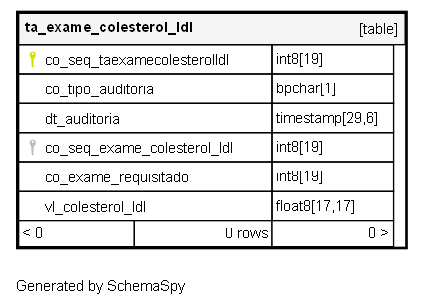 ta_exame_colesterol_ldl [table]
co_seq_taexamecolesterolldl int8[19]
co_tipo_auditoria bpchar[1]
dt_auditoria timestamp[29,6]
co_seq_exame_colesterol_ldl int8[19]
co_exame_requisitado int8[19]
vl_colesterol_ldl float8[17,17]
< 0 0 rows 0 >
Generated by SchemaSpy